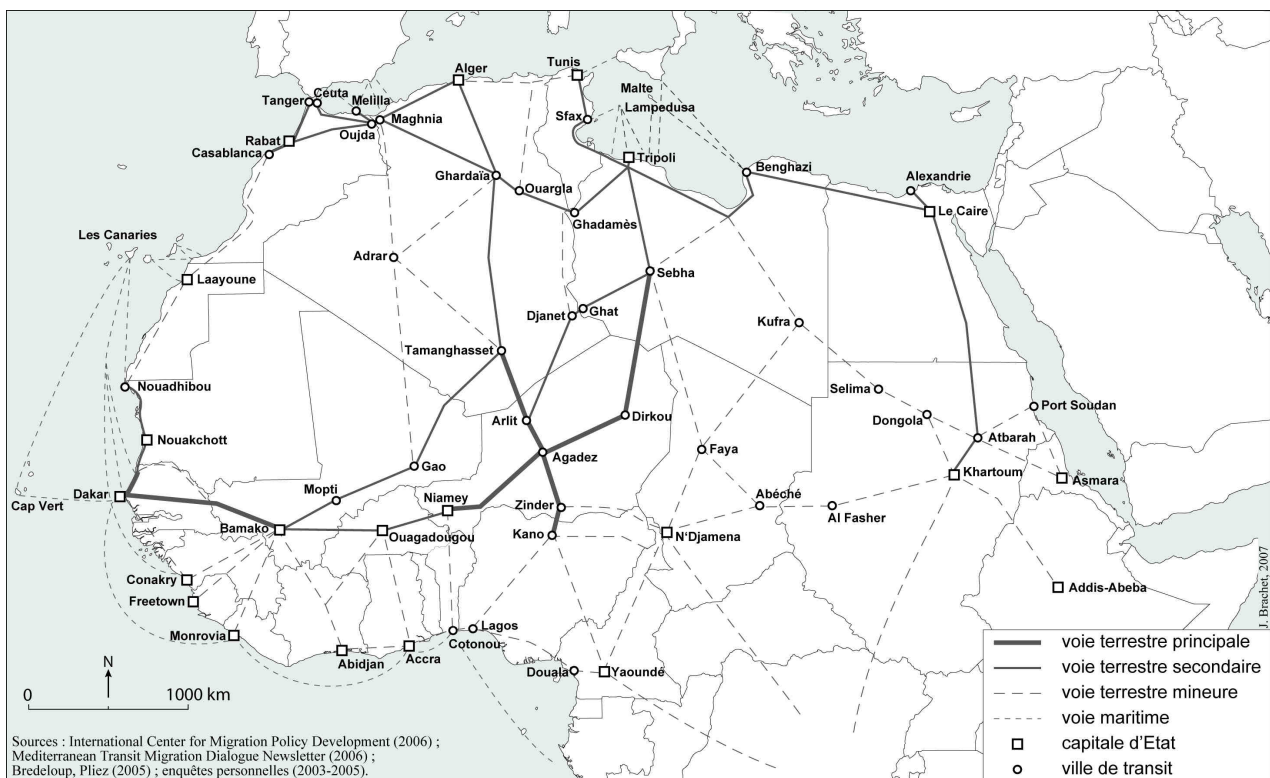 Alger
Tunis
Tanger
Ceuta
Melilla
Malte
Lampedusa
Oujda
Maghnia
Sfax
Rabat
Casablanca
Tripoli
Benghazi
Alexandrie
Ghardaïa
Ouargla
Ghadamès
Le Caire
Les Canaries
Adrar
Laayoune
Sebha
Djanet
Ghat
Kufra
Tamanghasset
Nouadhibou
Selima
Dongola
Port Soudan
Arlit
Dirkou
Atbarah
Nouakchott
Agadez
Faya
Gao
Khartoum
Asmara
Cap Vert
Dakar
Mopti
Niamey
Zinder
Abéché
Al Fasher
Bamako
Ouagadougou
Kano
N'Djamena
Conakry
Freetown
Addis-Abeba
Monrovia
Lagos
Cotonou
Abidjan
Accra
Douala
Yaoundé
J. Brachet, 2007
N
0
1000 km
voie terrestre principale
voie terrestre secondaire
voie terrestre mineure
voie maritime
capitale d'Etat
ville de transit
Sources : International Center for Migration Policy Development (2006) ;
Mediterranean Transit Migration Dialogue Newsletter (2006) ;
Bredeloup, Pliez (2005) ; enquêtes personnelles (2003-2005).